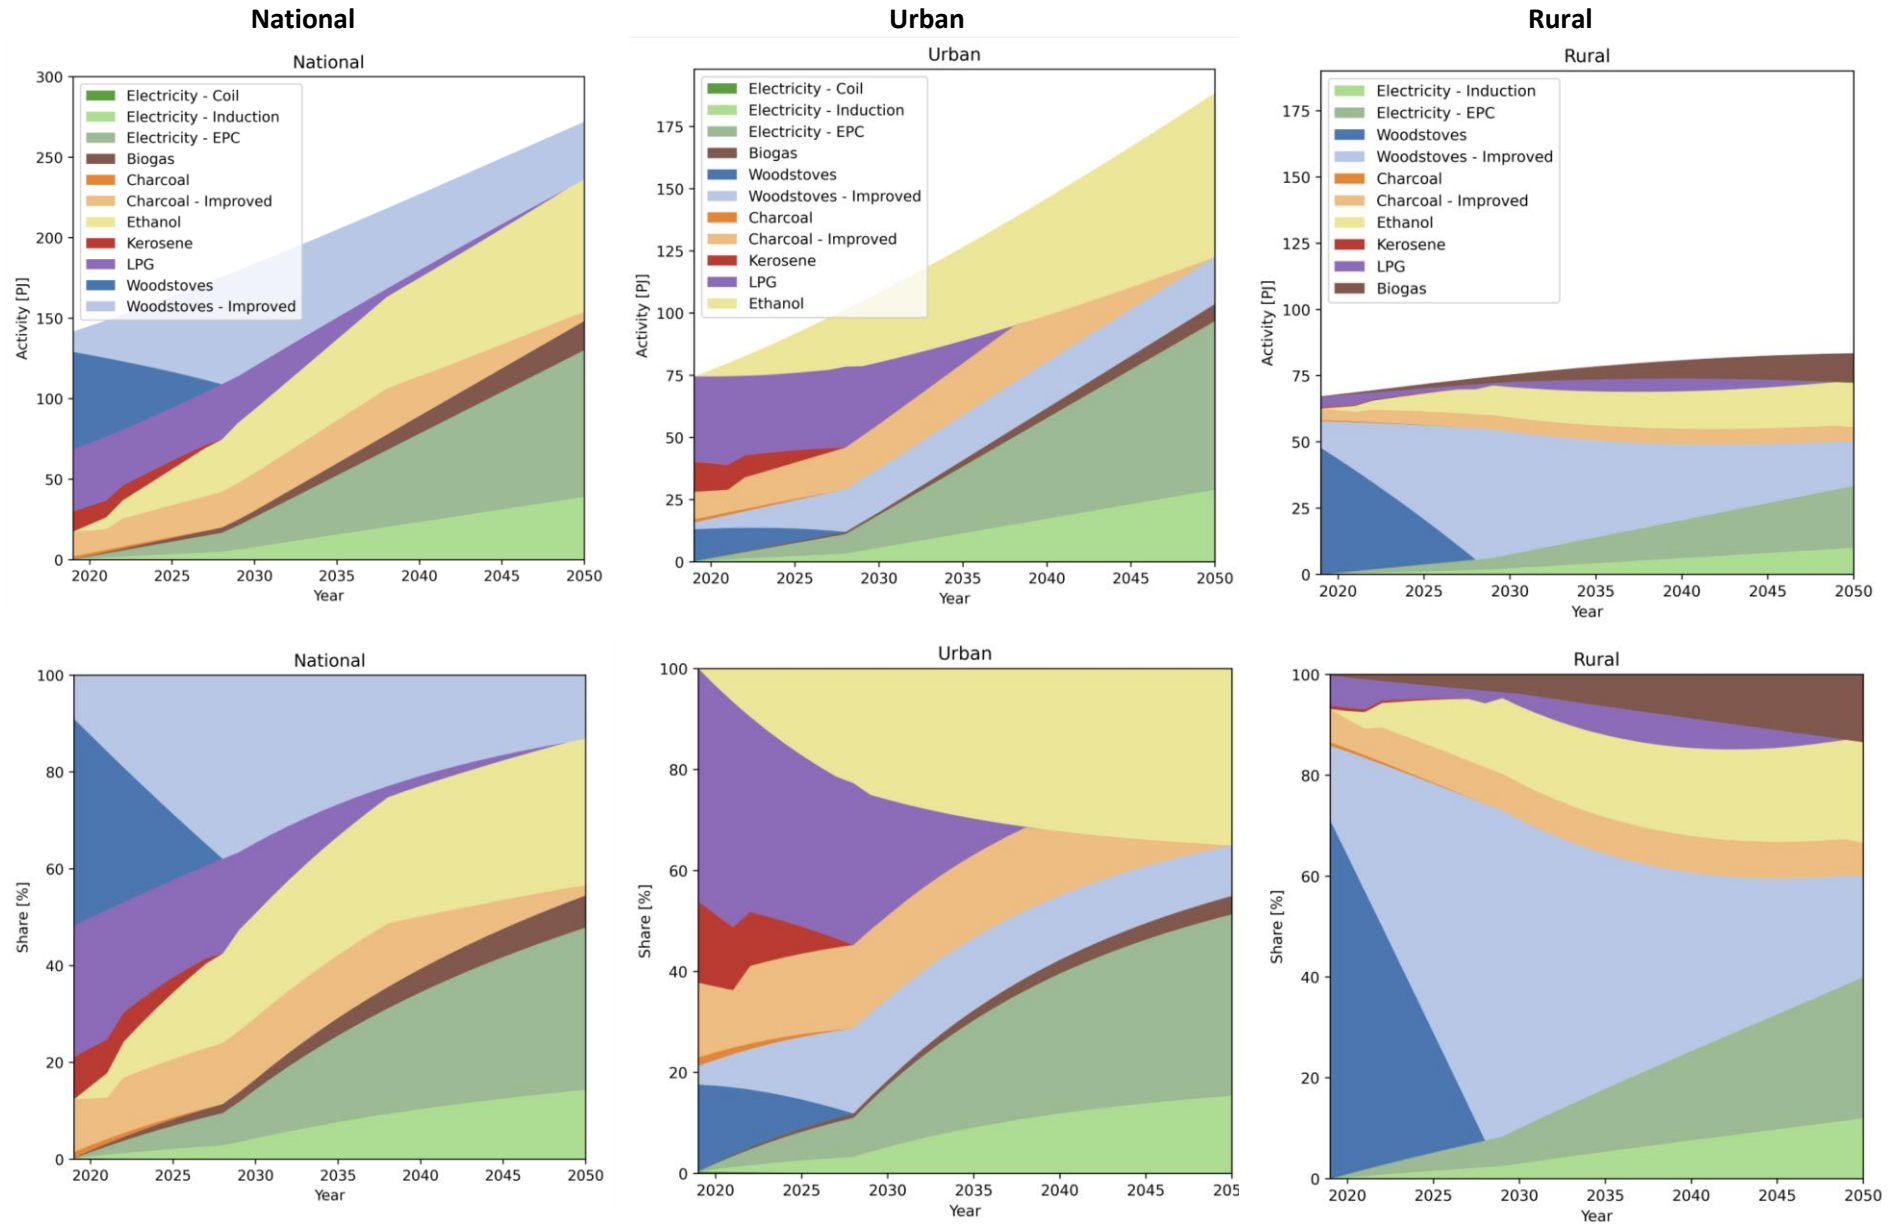 National
Urban
Rural
National
300
250
200
150
100
50
0
Activity [PJ]
Electricity - Coil
Electricity - Induction
Electricity - EPC
Biogas
Charcoal
Charcoal - Improved
Ethanol
Kerosene
LPG
Woodstoves
Woodstoves - Improved
2020 2025 2030 2035 2040 2045 2050
Year
Urban
175
150
125
100
75
50
25
0
Activity [PJ]
Electricity - Coil
Electricity - Induction
Electricity - EPC
Biogas
Woodstoves
Woodstoves - Improved
Charcoal
Charcoal - Improved
Kerosene
LPG
Ethanol
2020 2025 2030 2035 2040 2045 2050
Year
Rural
175
150
125
100
75
50
25
0
Activity [PJ]
Electricity - Induction
Electricity - EPC
Woodstoves
Woodstoves - Improved
Charcoal
Charcoal - Improved
Ethanol
Kerosene
LPG
Biogas
2020 2025 2030 2035 2040 2045 2050
Year
National
100
80
60
40
20
0
Share [%]
2020 2025 2030 2035 2040 2045 2050
Year
Urban
100
80
60
40
20
0
Share [%]
2020 2025 2030 2035 2040 2045 205
Year
Rural
100
80
60
40
20
0
Share [%]
2020 2025 2030 2035 2040 2045 2050
Year